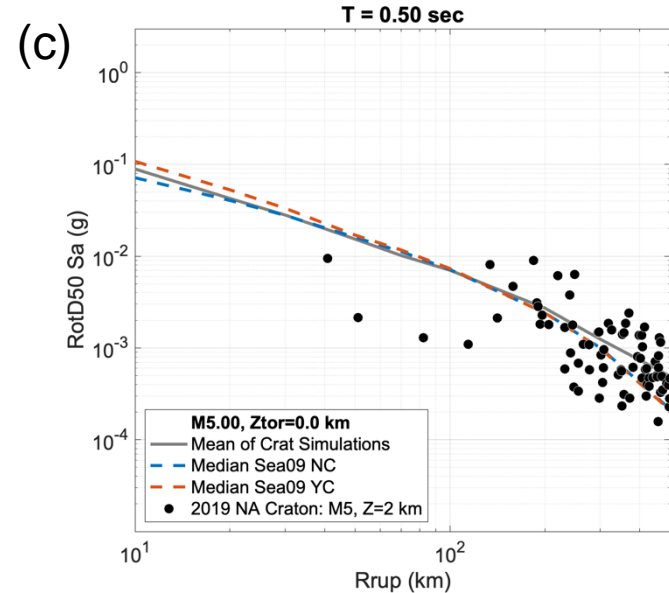 (c)
T = 0.50 sec
RotD50 Sa (g)
10^0
10^-1
10^-2
10^-3
10^-4
M5.00, Ztor=0.0 km
Mean of Crat Simulations
Median Sea09 NC
Median Sea09 YC
2019 NA Craton: M5, Z=2 km
10^1 10^2
Rrup (km)